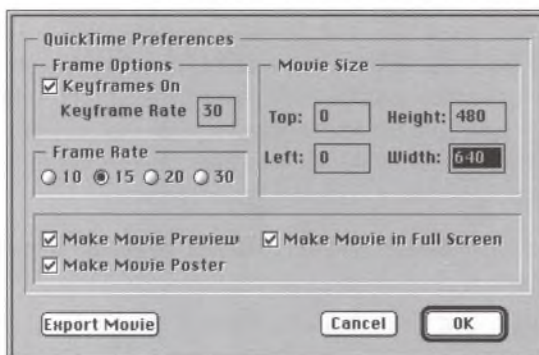 QuickTime Preferences
Frame Options
Keyframes On
Keyframe Rate 30
Frame Rate
10 15 20 30
Movie Size
Top: 0 Height: 480
Left: 0 Width: 640
Make Movie Preview Make Movie in Full Screen
Make Movie Poster
Export Movie Cancel OK